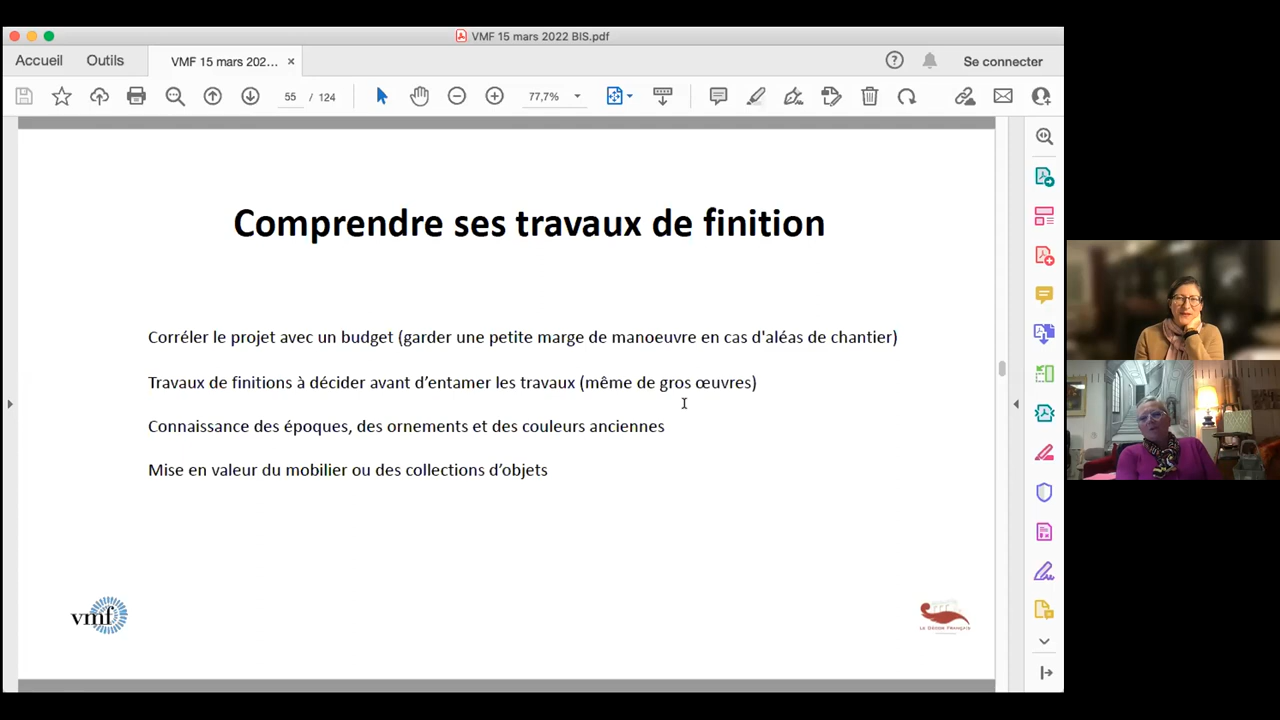 VMF 15 mars 2022 BIS.pdf
Accueil Outils VMF 15 mars 202... × Se connecter
55 / 124 77,7%
Comprendre ses travaux de finition
Corréler le projet avec un budget (garder une petite marge de manoeuvre en cas d'aléas de chantier)
Travaux de finitions à décider avant d’entamer les travaux (même de gros œuvres)
Connaissance des époques, des ornements et des couleurs anciennes
Mise en valeur du mobilier ou des collections d’objets
vmf